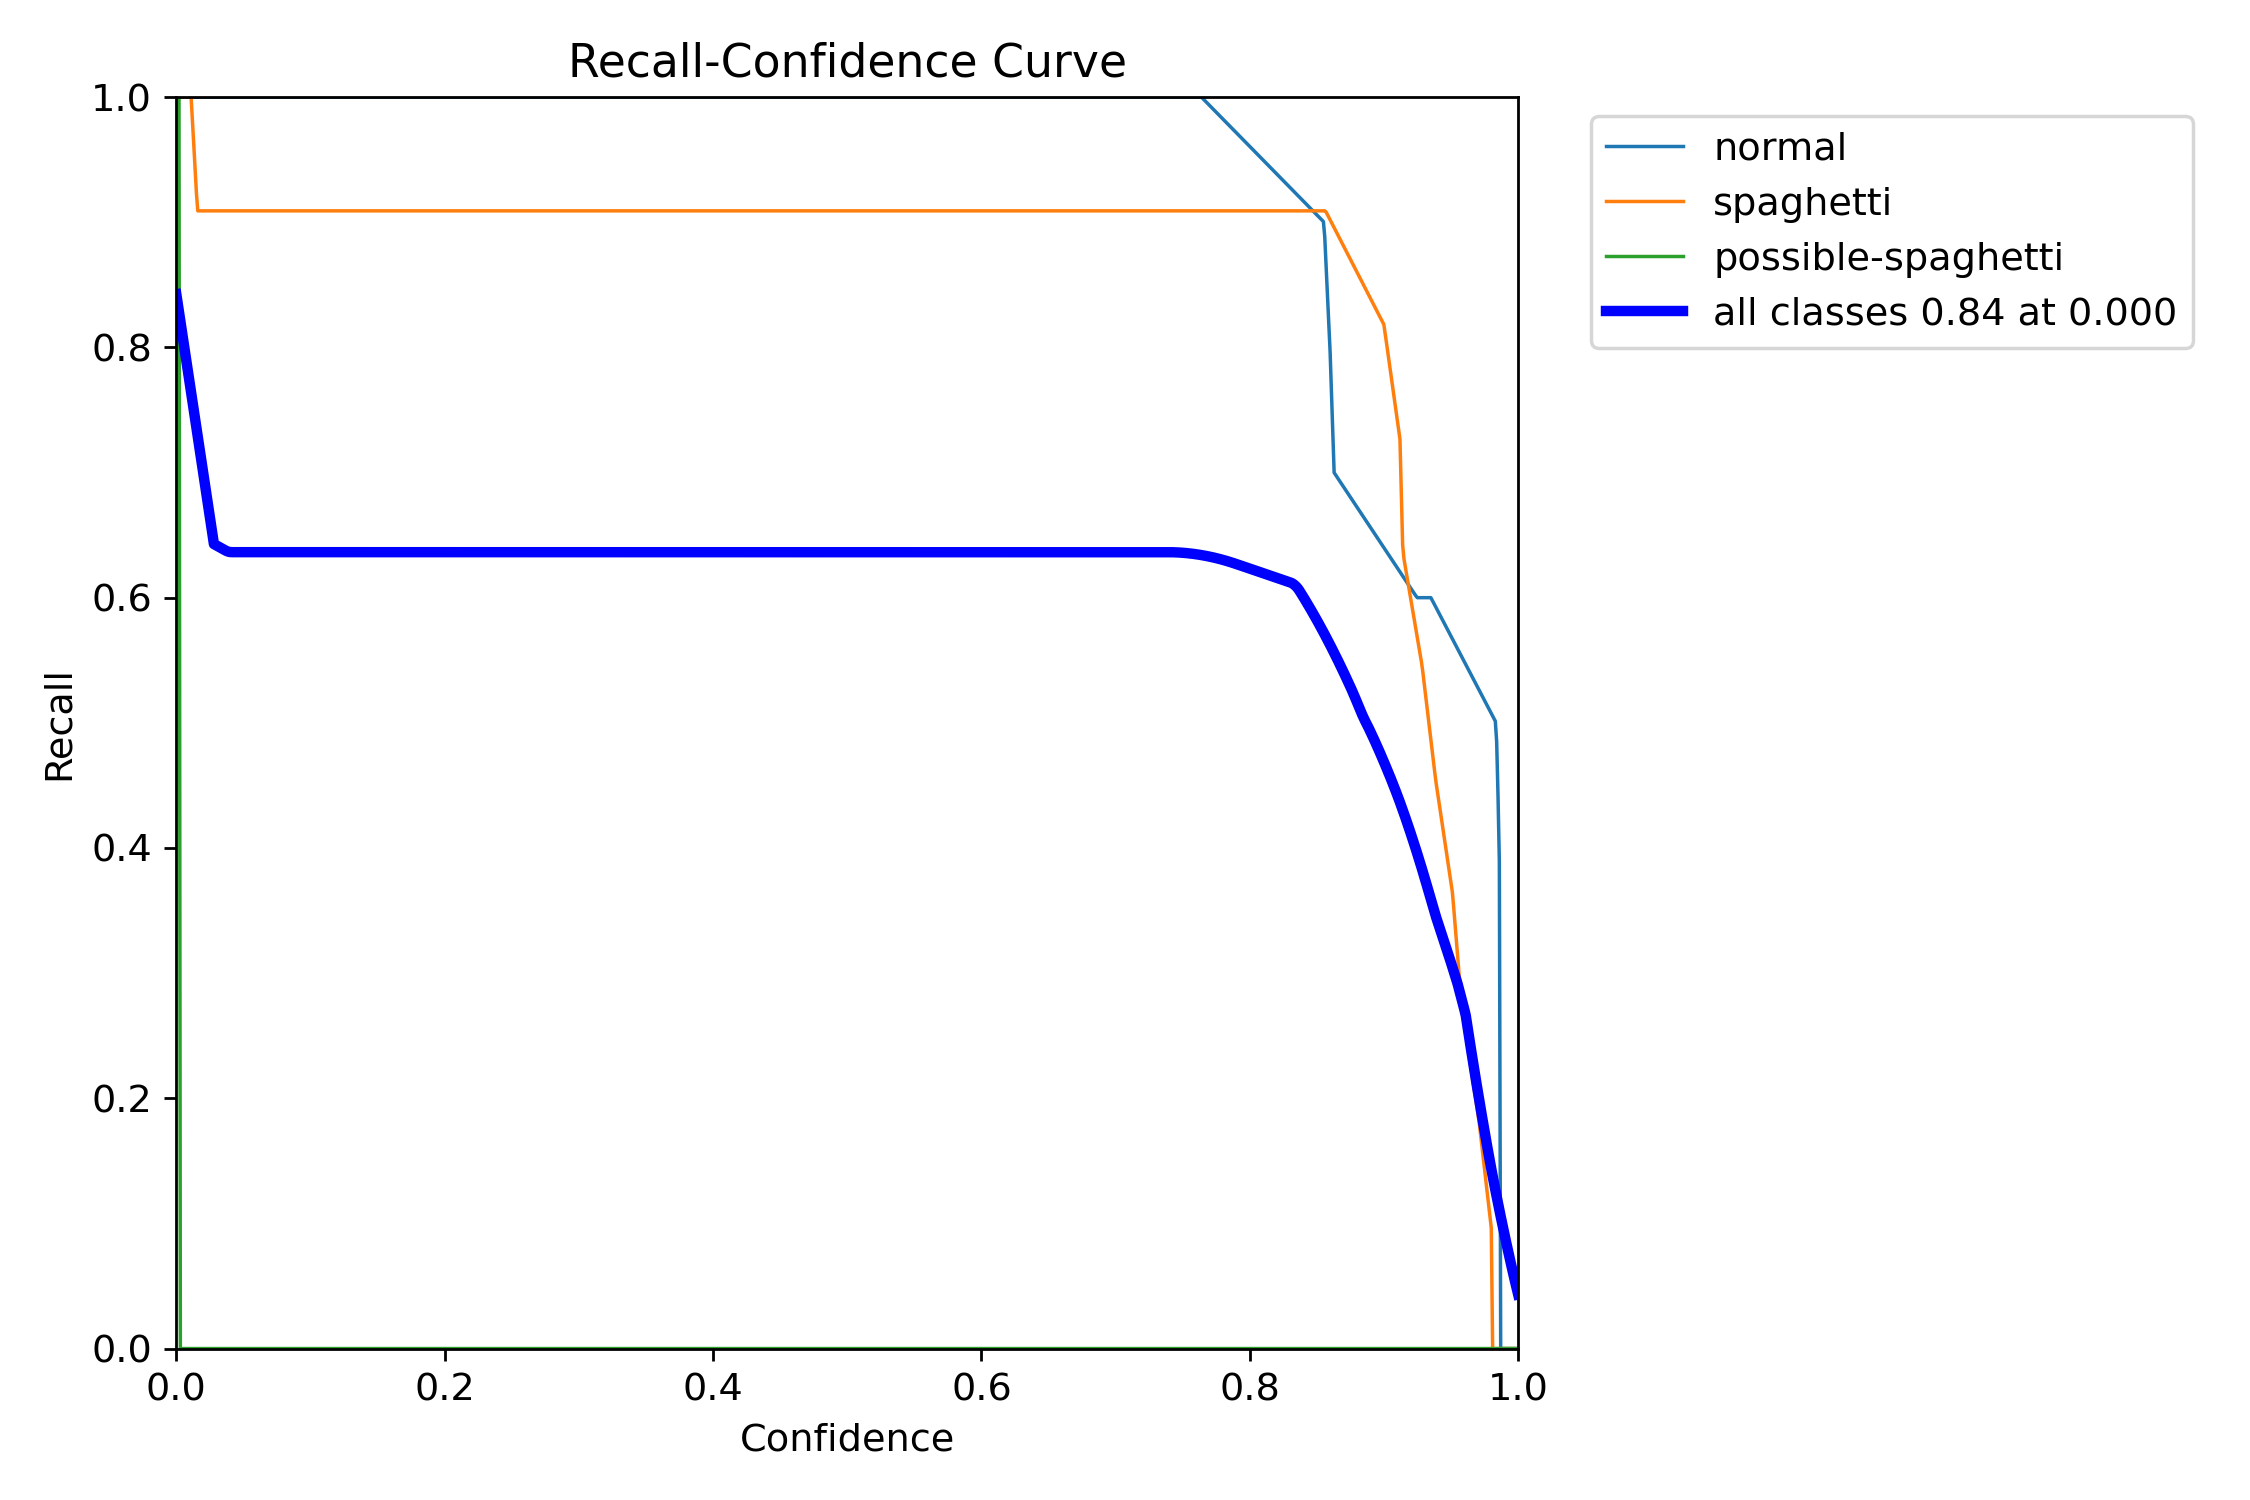 Recall-Confidence Curve
1.0
0.8
0.6
0.4
0.2
0.0
Recall
0.0 0.2 0.4 0.6 0.8 1.0
Confidence
normal
spaghetti
possible-spaghetti
all classes 0.84 at 0.000